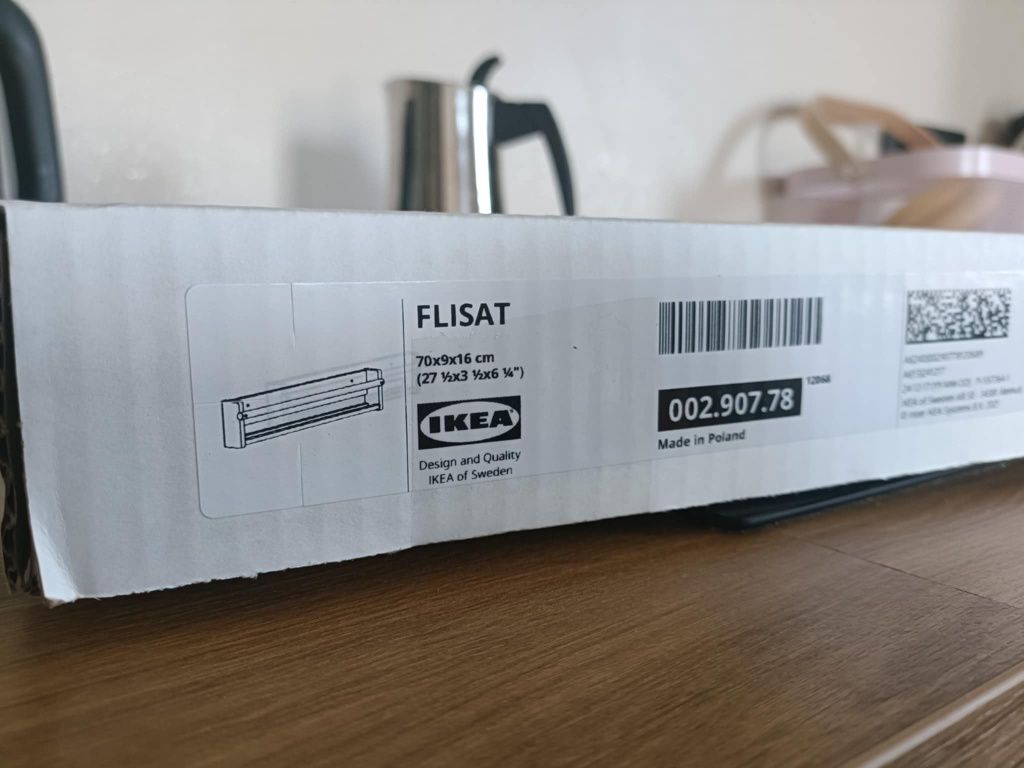 FLISAT
70x9x16 cm
(27 ½x3 ½x6 ¼")
IKEA
Design and Quality
IKEA of Sweden
12068
002.907.78
Made in Poland